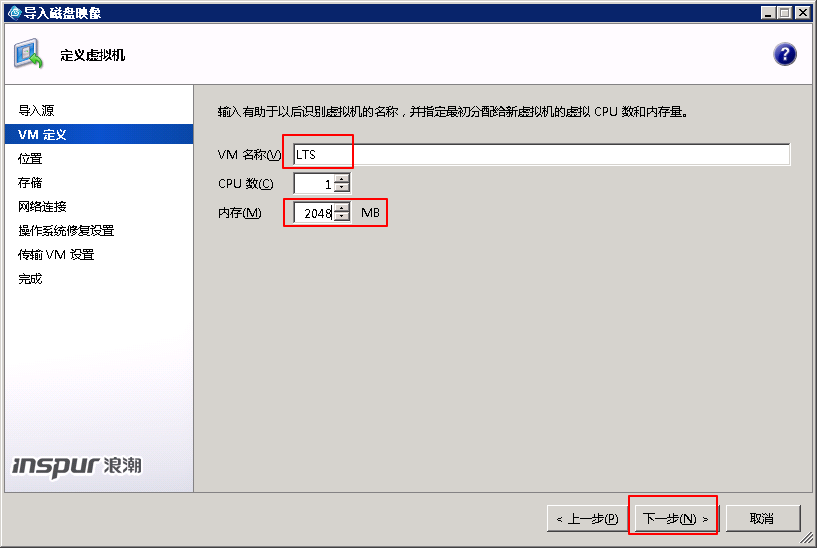 导入磁盘映像
定义虚拟机
?
导入源
VM 定义
位置
存储
网络连接
操作系统修复设置
传输 VM 设置
完成
输入有助于以后识别虚拟机的名称，并指定最初分配给新虚拟机的虚拟 CPU 数和内存量。
VM 名称(V) LTS
CPU 数(C) 1
内存(M) 2048 MB
inspur 浪潮
< 上一步(P) 下一步(N) > 取消